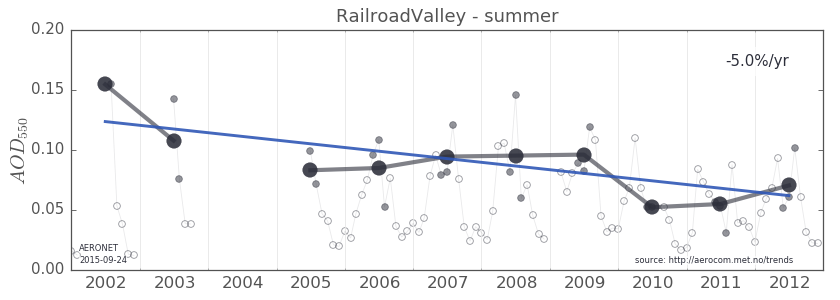 RailroadValley - summer
0.20
-5.0%/yr
0.15
0.10
AOD550
0.05
AERONET
2015-09-24
source: http://aerocom.met.no/trends
0.00
2002 2003 2004 2005 2006 2007 2008 2009 2010 2011 2012